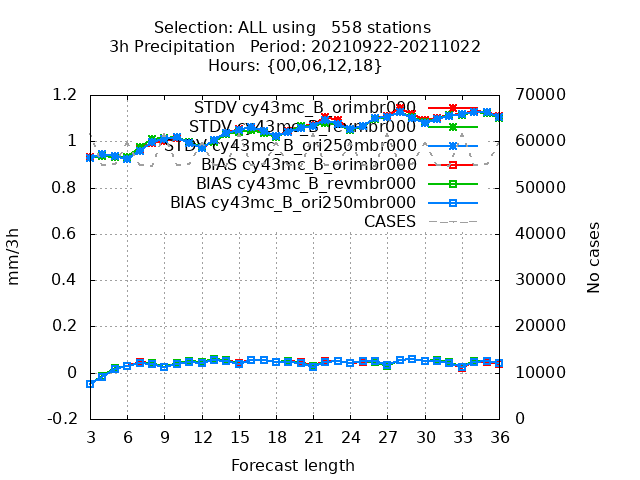 Selection: ALL using   558 stations
3h Precipitation   Period: 20210922-20211022
Hours: {00,06,12,18}
1.2
1
0.8
0.6
0.4
0.2
0
-0.2
mm/3h
70000
60000
50000
40000
30000
20000
10000
0
No cases
STDV cy43mc_B_orimbr000
STDV cy43mc_B_revmbr000
STDV cy43mc_B_ori250mbr000
BIAS cy43mc_B_orimbr000
BIAS cy43mc_B_revmbr000
BIAS cy43mc_B_ori250mbr000
CASES
3 6 9 12 15 18 21 24 27 30 33 36
Forecast length